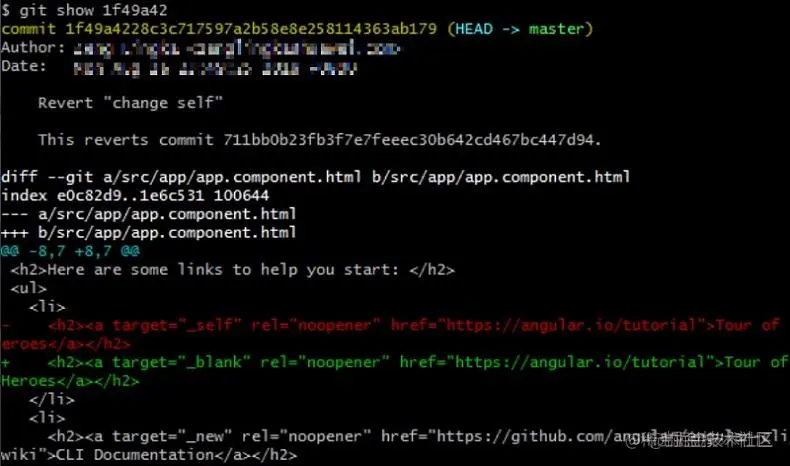 $ git show 1f49a42
commit 1f49a4228c3c717597a2b58e8e258114363ab179 (HEAD -> master)
Author:
Date:
Revert "change self"
This reverts commit 711bb0b23fb3f7e7feeec30b642cd467bc447d94.
diff --git a/src/app/app.component.html b/src/app/app.component.html
index e0c82d9..1e6c531 100644
--- a/src/app/app.component.html
+++ b/src/app/app.component.html
@@ -8,7 +8,7 @@
<h2>Here are some links to help you start: </h2>
<ul>
<li>
- <h2><a target="_self" rel="noopener" href="https://angular.io/tutorial">Tour of
eroes</a></h2>
+ <h2><a target="_blank" rel="noopener" href="https://angular.io/tutorial">Tour of
Heroes</a></h2>
</li>
<li>
<h2><a target="_new" rel="noopener" href="https://github.com/angular/
wiki">CLI Documentation</a></h2>